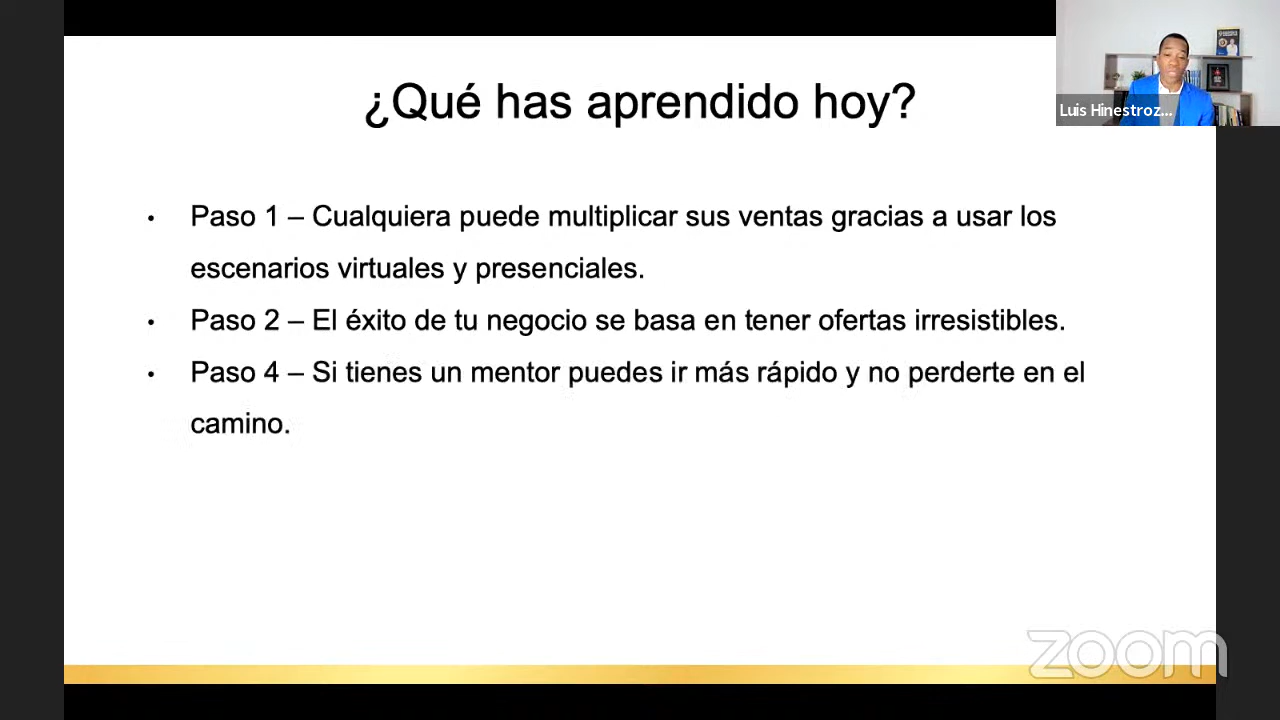 ¿Qué has aprendido hoy?
Luis Hinestroz...
• Paso 1 – Cualquiera puede multiplicar sus ventas gracias a usar los
escenarios virtuales y presenciales.
• Paso 2 – El éxito de tu negocio se basa en tener ofertas irresistibles.
• Paso 4 – Si tienes un mentor puedes ir más rápido y no perderte en el
camino.
zoom